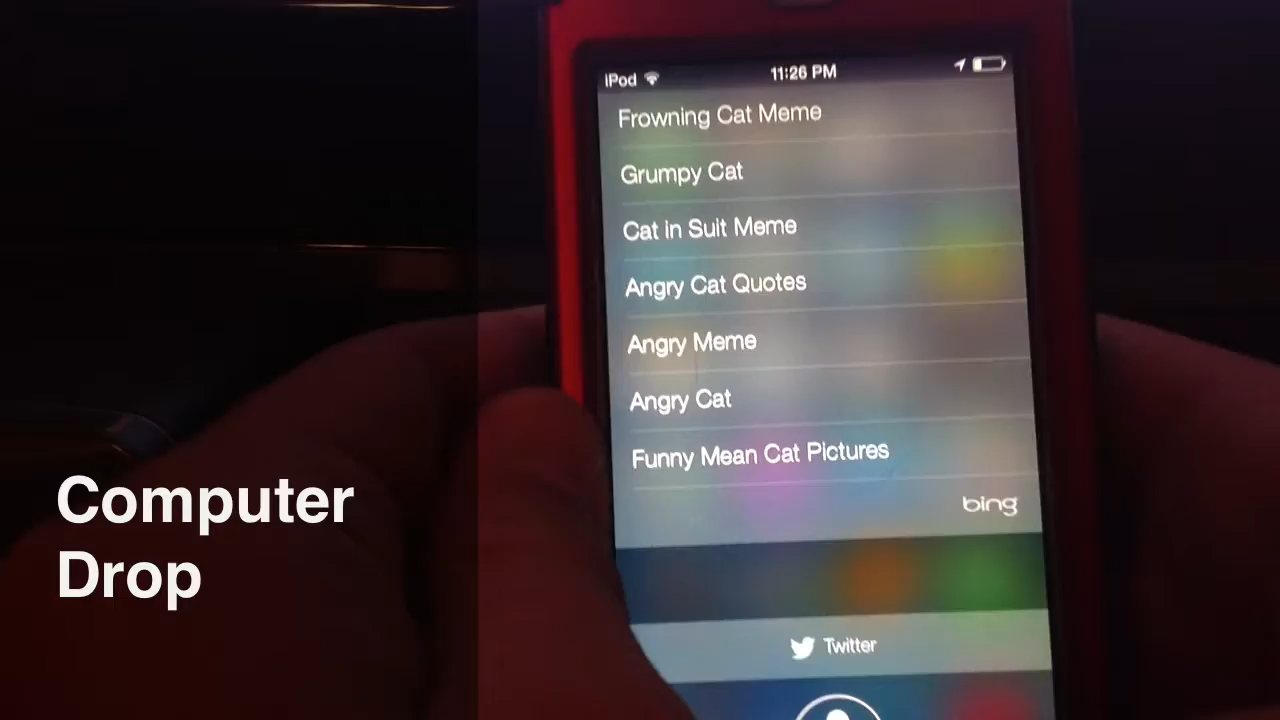 iPod 11:26 PM
Frowning Cat Meme
Grumpy Cat
Cat in Suit Meme
Angry Cat Quotes
Angry Meme
Angry Cat
Funny Mean Cat Pictures
bing
Twitter
Computer
Drop